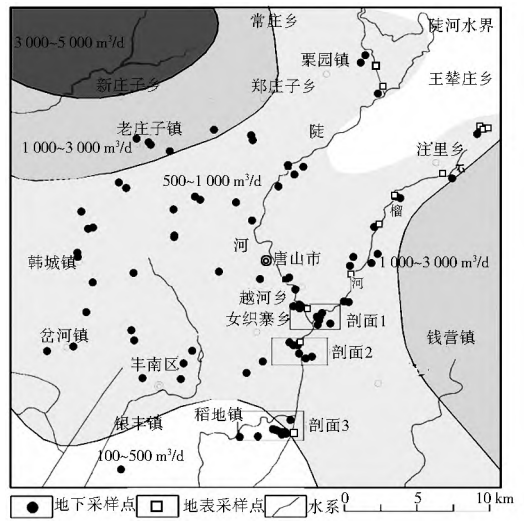 常庄乡
陡河水界
3 000~5 000 m³/d
栗园镇
王辇庄乡
新庄子乡
郑庄子乡
老庄子镇
陡
1 000~3 000 m³/d
洼里乡
500~1 000 m³/d
榴
河
韩城镇
唐山市
1 000~3 000 m³/d
河
越河乡
女织寨乡
剖面1
岔河镇
钱营镇
剖面2
丰南区
稻地镇
银丰镇
剖面3
100~500 m³/d
地下采样点
地表采样点
水系
0 5 10 km